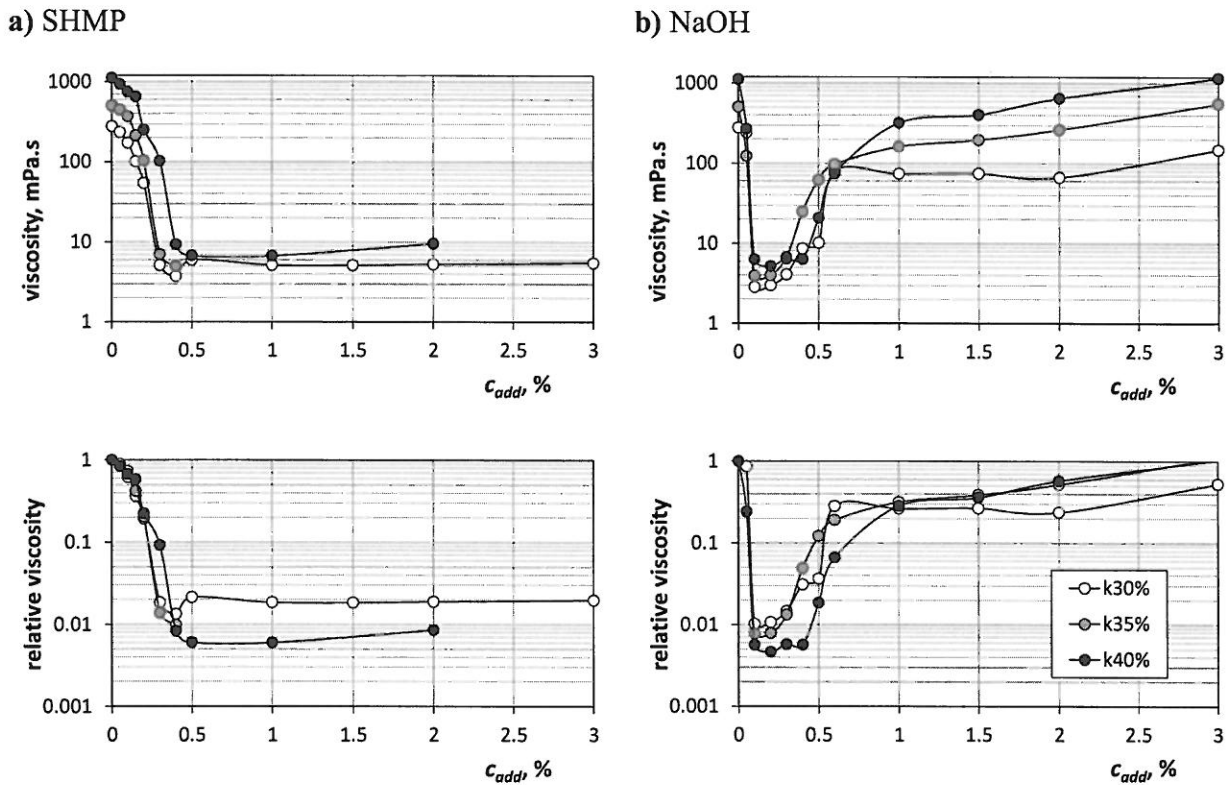 a) SHMP
b) NaOH
viscosity, mPa.s
1000
100
10
1
0 0.5 1 1.5 2 2.5 3
c_add, %
viscosity, mPa.s
1000
100
10
1
0 0.5 1 1.5 2 2.5 3
c_add, %
relative viscosity
1
0.1
0.01
0.001
0 0.5 1 1.5 2 2.5 3
c_add, %
relative viscosity
1
0.1
0.01
0.001
0 0.5 1 1.5 2 2.5 3
c_add, %
k30%
k35%
k40%